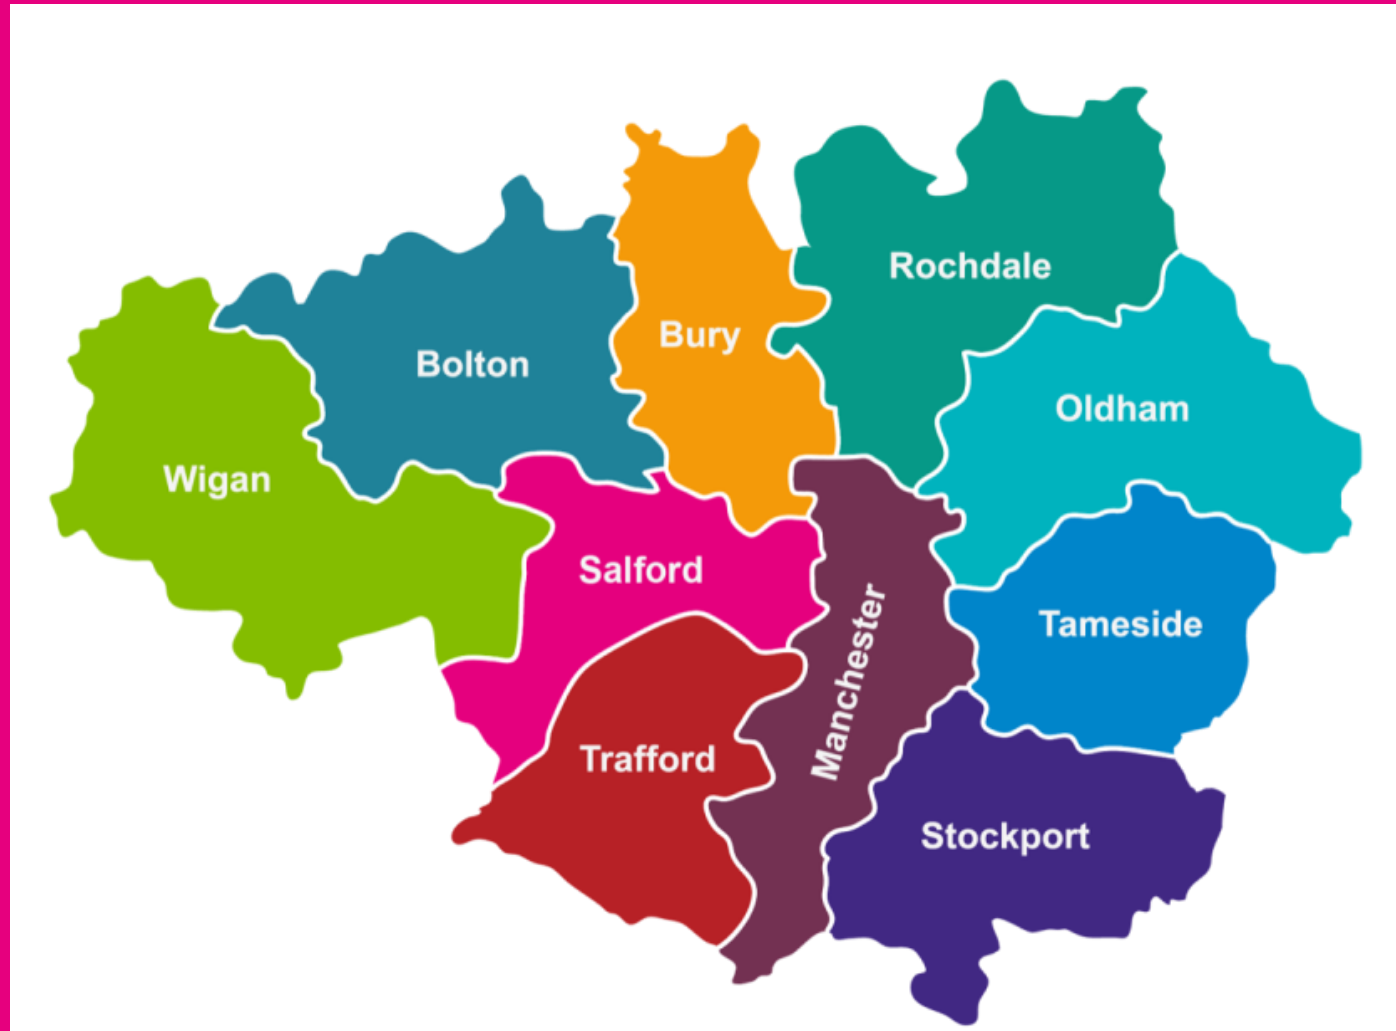 Rochdale
Bury
Bolton
Oldham
Wigan
Salford
Tameside
Manchester
Trafford
Stockport